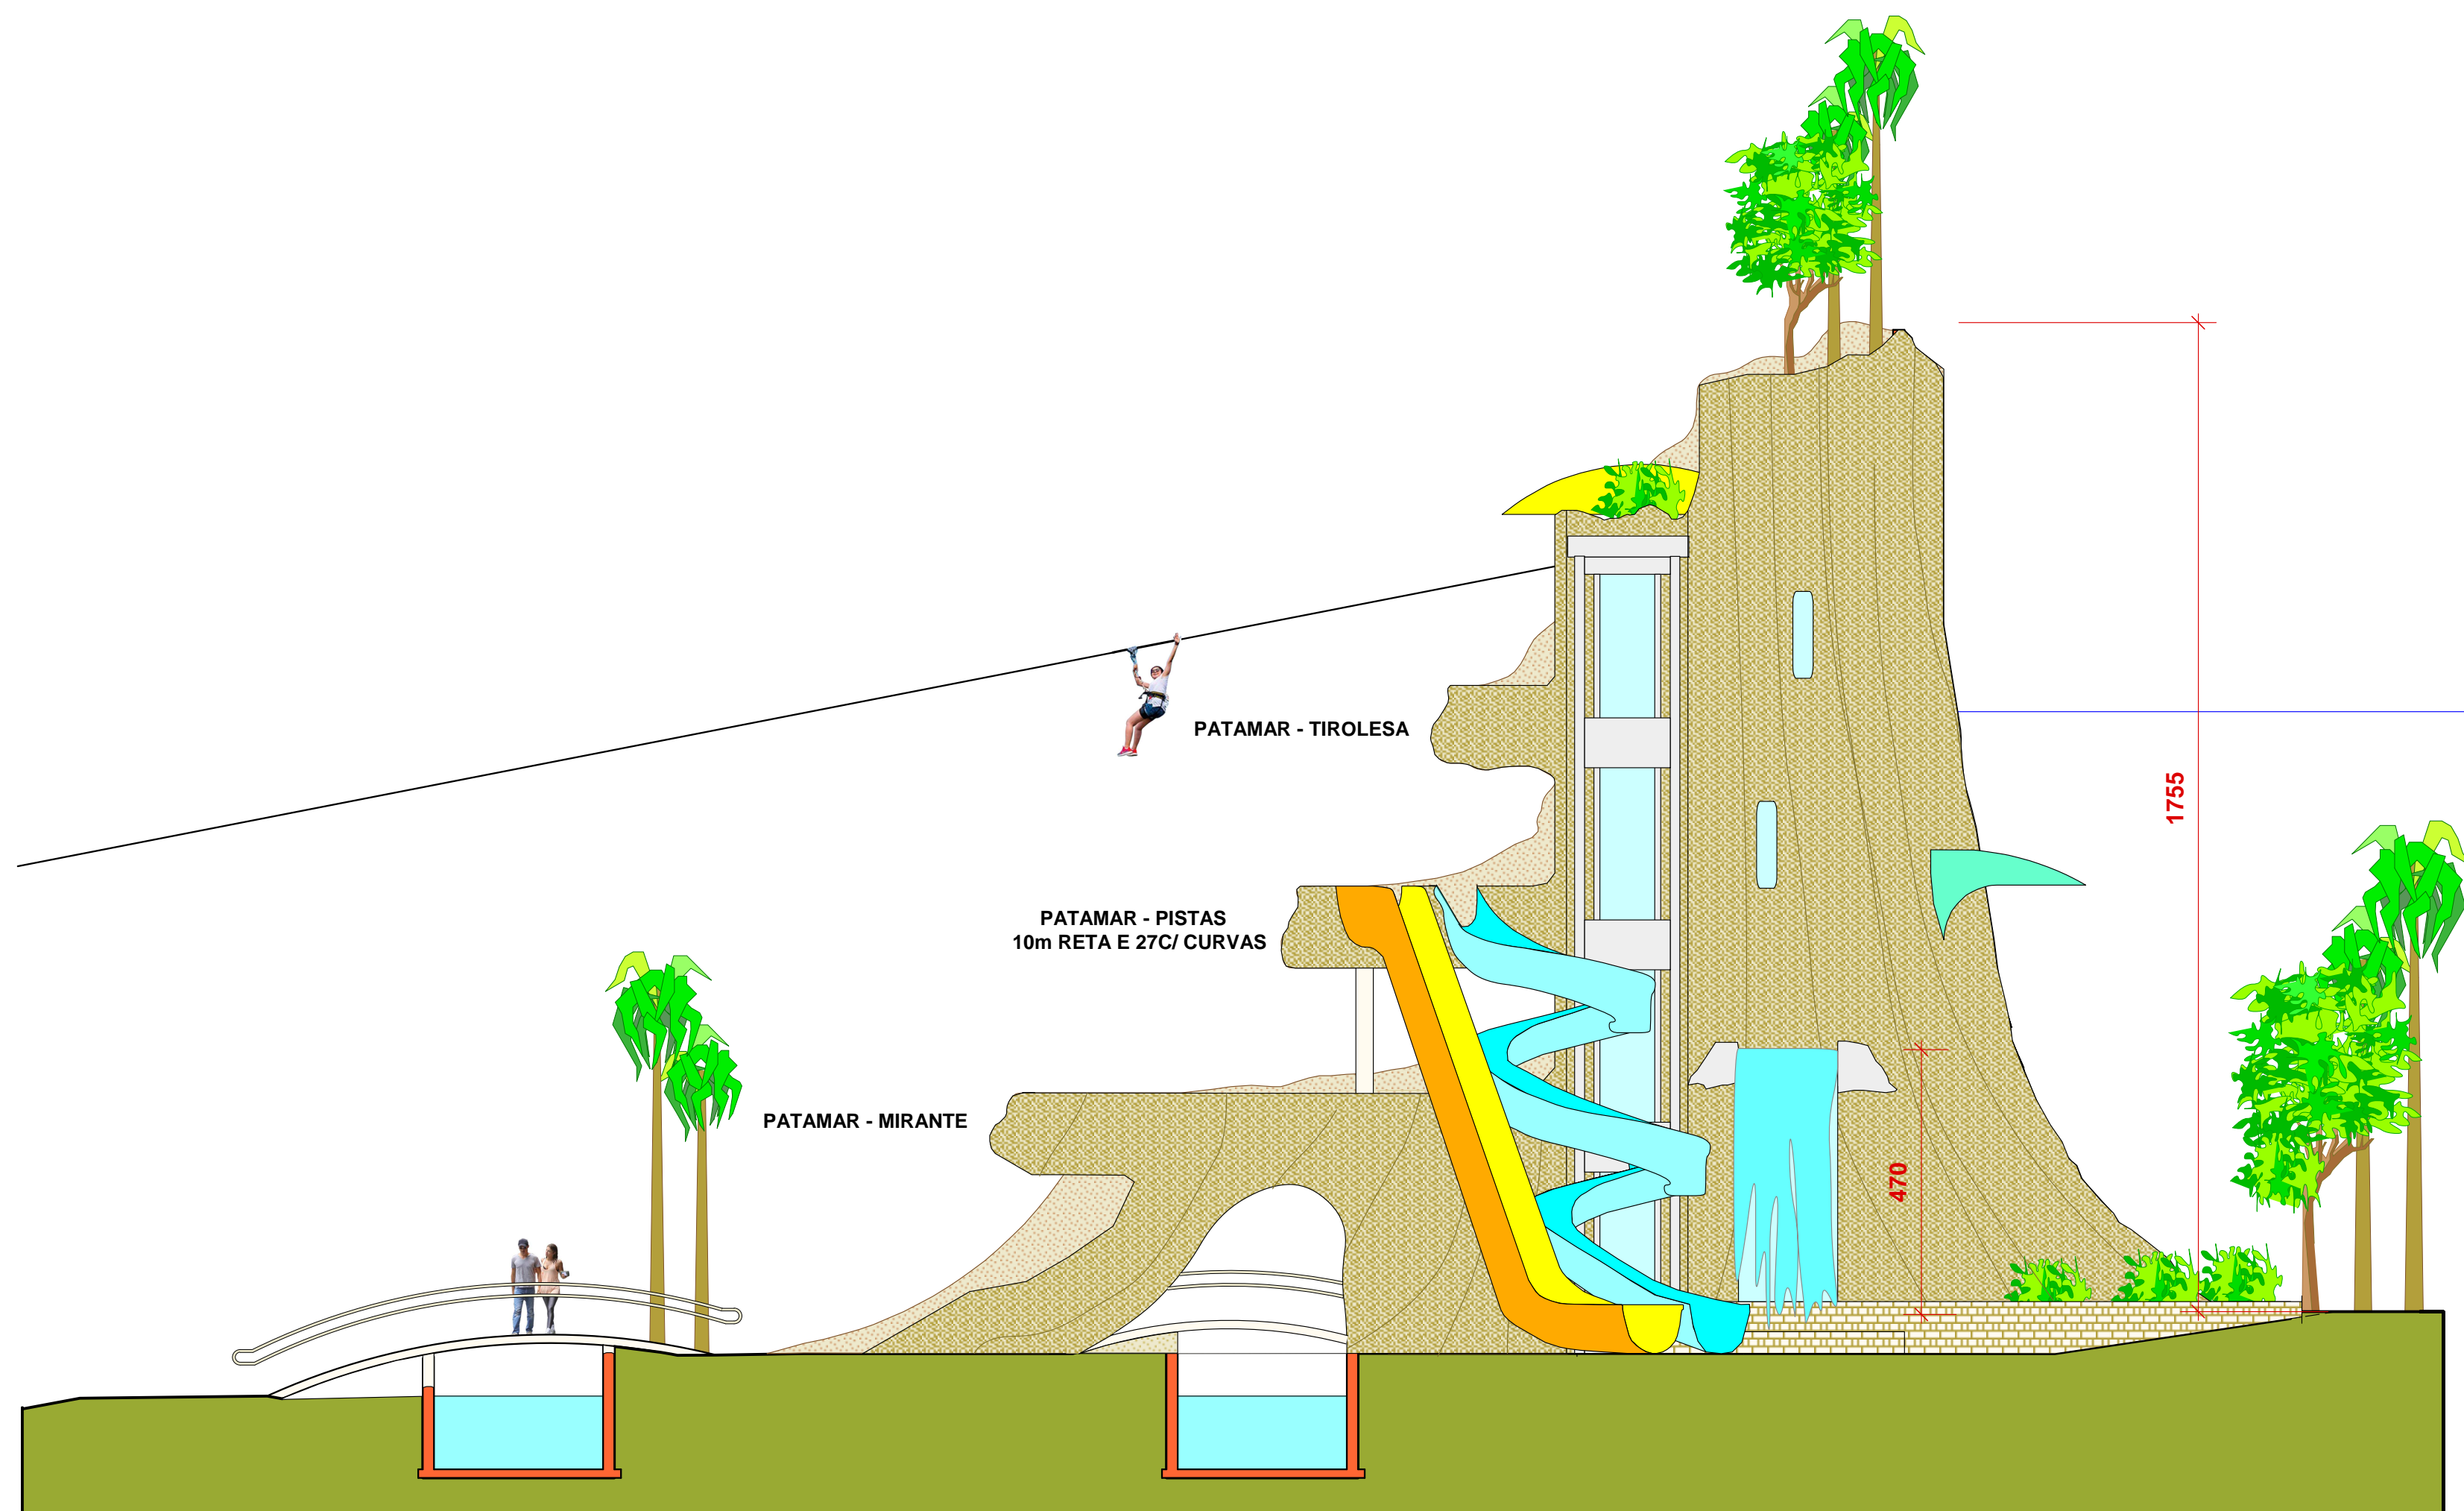 PATAMAR - TIROLESA
1755
PATAMAR - PISTAS
10m RETA E 27C/ CURVAS
PATAMAR - MIRANTE
470